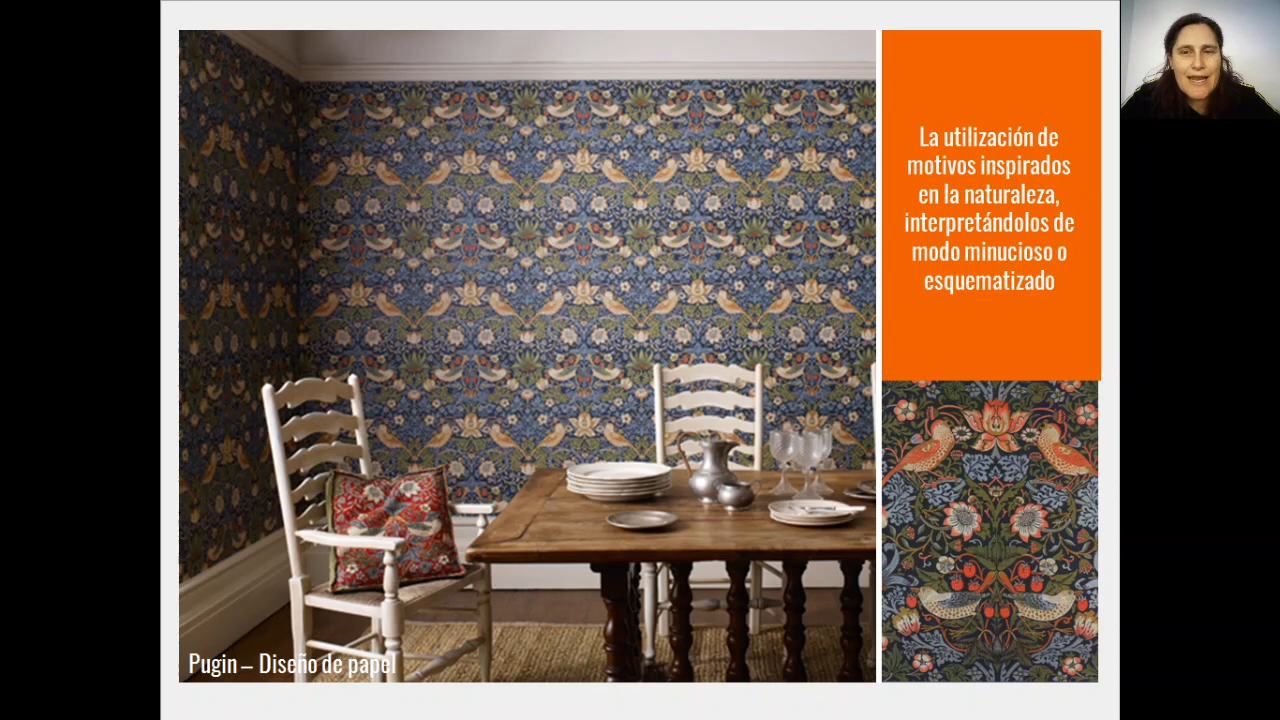 La utilización de
motivos inspirados
en la naturaleza,
interpretándolos de
modo minucioso o
esquematizado
Pugin – Diseño de papel